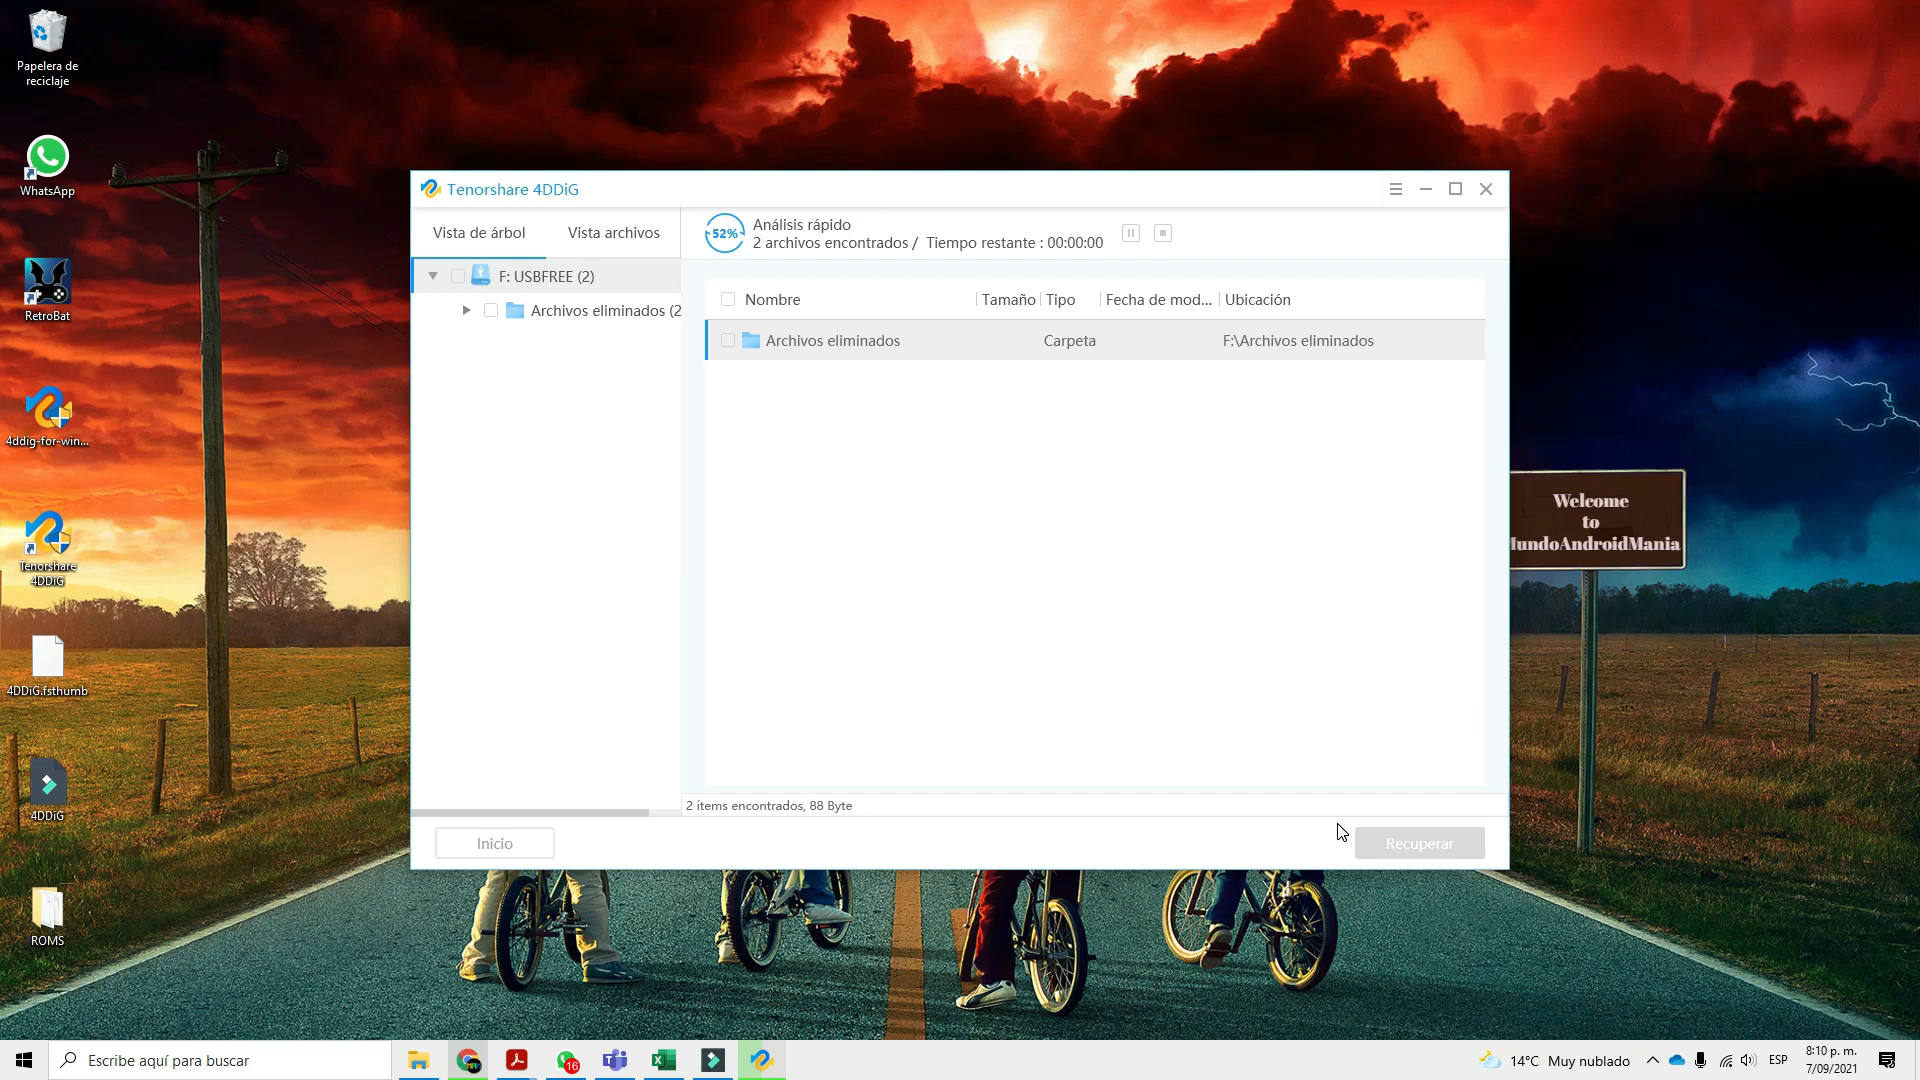 Papelera de
reciclaje
WhatsApp
RetroBat
4ddig-for-win...
Tenorshare
4DDiG
4DDiG.fsthumb
4DDiG
ROMS
Tenorshare 4DDiG
Vista de árbol
Vista archivos
F: USBFREE (2)
Archivos eliminados (2
52%
Análisis rápido
2 archivos encontrados / Tiempo restante : 00:00:00
Nombre
Tamaño
Tipo
Fecha de mod...
Ubicación
Archivos eliminados
Carpeta
F:\Archivos eliminados
2 ítems encontrados, 88 Byte
Inicio
Recuperar
Welcome
to
MundoAndroidMania
Escribe aquí para buscar
16
14°C Muy nublado
ESP
8:10 p. m.
7/09/2021